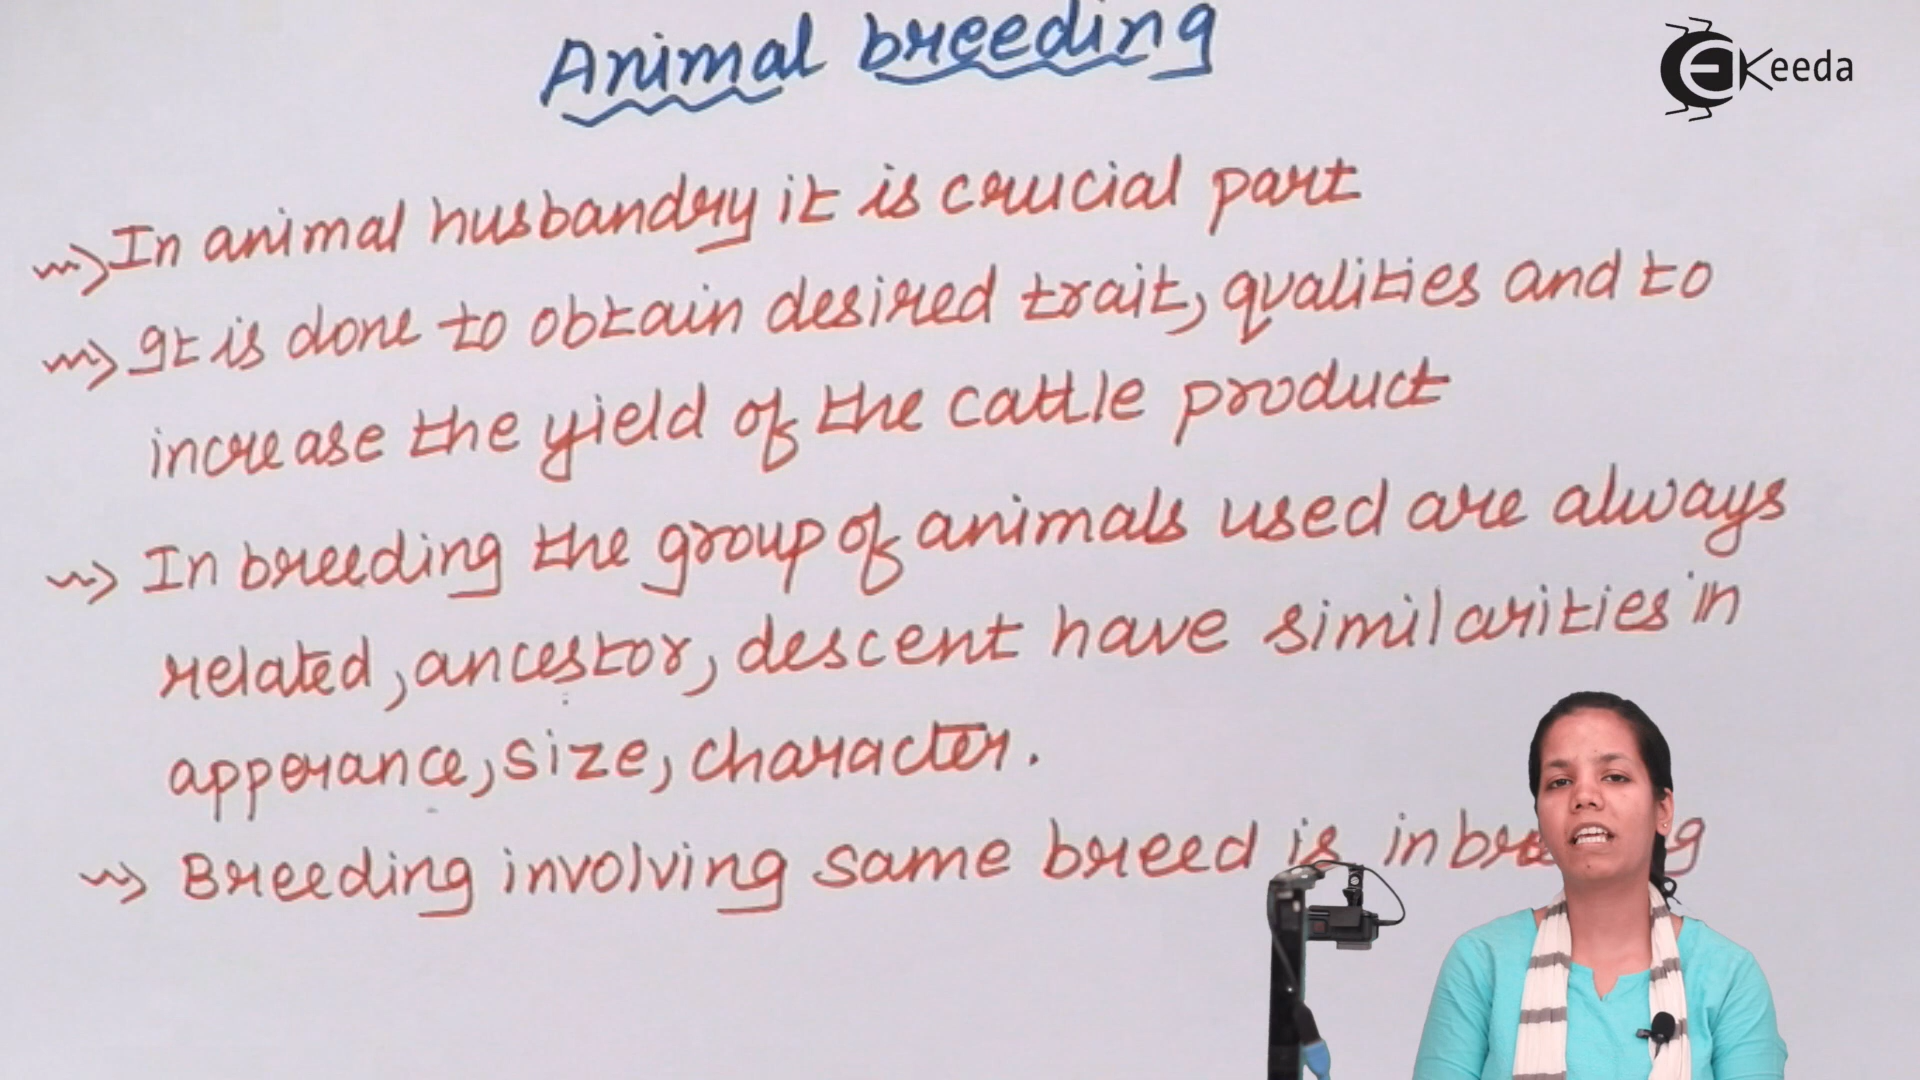 Animal breeding
EKeeda
In animal husbandry it is crucial part
It is done to obtain desired trait, qualities and to
increase the yield of the cattle product
In breeding the group of animals used are always
related, ancestor, descent have similarities in
apperance, size, character.
Breeding involving same breed is